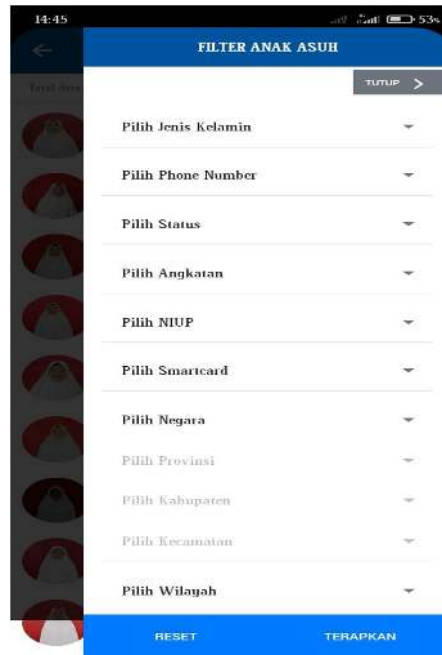 14:45
53%
FILTER ANAK ASUH
TUTUP
Pilih Jenis Kelamin
Pilih Phone Number
Pilih Status
Pilih Angkatan
Pilih NIUP
Pilih Smartcard
Pilih Negara
Pilih Provinsi
Pilih Kabupaten
Pilih Kecamatan
Pilih Wilayah
RESET
TERAPKAN